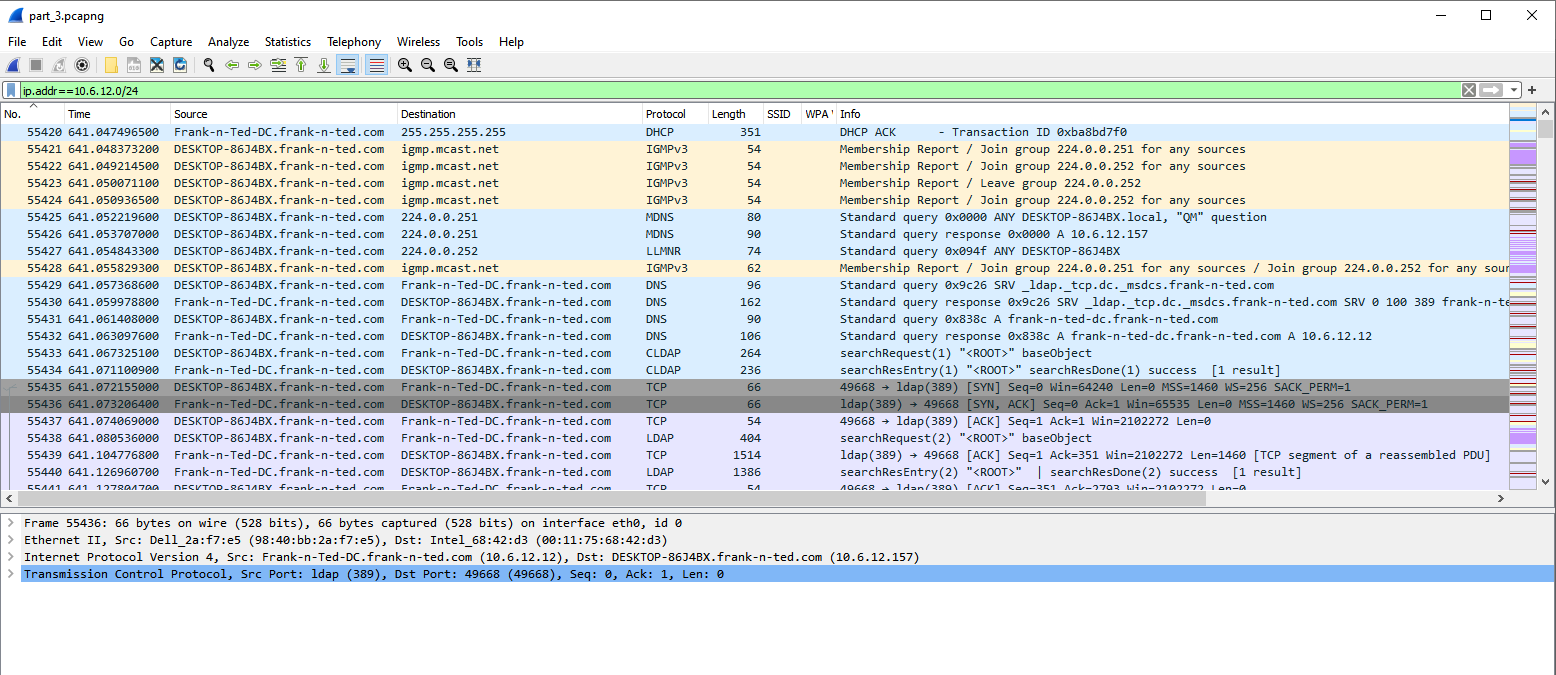 part_3.pcapng
File Edit View Go Capture Analyze Statistics Telephony Wireless Tools Help
ip.addr==10.6.12.0/24
No. Time Source Destination Protocol Length SSID WPA Info
55420 641.047496500 Frank-n-Ted-DC.frank-n-ted.com 255.255.255.255 DHCP 351 DHCP ACK - Transaction ID 0xba8bd7f0
55421 641.048373200 DESKTOP-86J4BX.frank-n-ted.com igmp.mcast.net IGMPv3 54 Membership Report / Join group 224.0.0.251 for any sources
55422 641.049214500 DESKTOP-86J4BX.frank-n-ted.com igmp.mcast.net IGMPv3 54 Membership Report / Join group 224.0.0.252 for any sources
55423 641.050071100 DESKTOP-86J4BX.frank-n-ted.com igmp.mcast.net IGMPv3 54 Membership Report / Leave group 224.0.0.252
55424 641.050936500 DESKTOP-86J4BX.frank-n-ted.com igmp.mcast.net IGMPv3 54 Membership Report / Join group 224.0.0.252 for any sources
55425 641.052219600 DESKTOP-86J4BX.frank-n-ted.com 224.0.0.251 MDNS 80 Standard query 0x0000 ANY DESKTOP-86J4BX.local, "QM" question
55426 641.053707000 DESKTOP-86J4BX.frank-n-ted.com 224.0.0.251 MDNS 90 Standard query response 0x0000 A 10.6.12.157
55427 641.054843300 DESKTOP-86J4BX.frank-n-ted.com 224.0.0.252 LLMNR 74 Standard query 0x094f ANY DESKTOP-86J4BX
55428 641.055829300 DESKTOP-86J4BX.frank-n-ted.com igmp.mcast.net IGMPv3 62 Membership Report / Join group 224.0.0.251 for any sources / Join group 224.0.0.252 for any sour
55429 641.057368600 DESKTOP-86J4BX.frank-n-ted.com Frank-n-Ted-DC.frank-n-ted.com DNS 96 Standard query 0x9c26 SRV _ldap._tcp.dc._msdcs.frank-n-ted.com
55430 641.059978800 Frank-n-Ted-DC.frank-n-ted.com DESKTOP-86J4BX.frank-n-ted.com DNS 162 Standard query response 0x9c26 SRV _ldap._tcp.dc._msdcs.frank-n-ted.com SRV 0 100 389 frank-n-te
55431 641.061408000 DESKTOP-86J4BX.frank-n-ted.com Frank-n-Ted-DC.frank-n-ted.com DNS 90 Standard query 0x838c A frank-n-ted-dc.frank-n-ted.com
55432 641.063097600 Frank-n-Ted-DC.frank-n-ted.com DESKTOP-86J4BX.frank-n-ted.com DNS 106 Standard query response 0x838c A frank-n-ted-dc.frank-n-ted.com A 10.6.12.12
55433 641.067325100 DESKTOP-86J4BX.frank-n-ted.com Frank-n-Ted-DC.frank-n-ted.com CLDAP 264 searchRequest(1) "<ROOT>" baseObject
55434 641.071100900 Frank-n-Ted-DC.frank-n-ted.com DESKTOP-86J4BX.frank-n-ted.com CLDAP 236 searchResEntry(1) "<ROOT>" searchResDone(1) success [1 result]
55435 641.072155000 DESKTOP-86J4BX.frank-n-ted.com Frank-n-Ted-DC.frank-n-ted.com TCP 66 49668 → ldap(389) [SYN] Seq=0 Win=64240 Len=0 MSS=1460 WS=256 SACK_PERM=1
55436 641.073206400 Frank-n-Ted-DC.frank-n-ted.com DESKTOP-86J4BX.frank-n-ted.com TCP 66 ldap(389) → 49668 [SYN, ACK] Seq=0 Ack=1 Win=65535 Len=0 MSS=1460 WS=256 SACK_PERM=1
55437 641.074069000 DESKTOP-86J4BX.frank-n-ted.com Frank-n-Ted-DC.frank-n-ted.com TCP 54 49668 → ldap(389) [ACK] Seq=1 Ack=1 Win=2102272 Len=0
55438 641.080536000 DESKTOP-86J4BX.frank-n-ted.com Frank-n-Ted-DC.frank-n-ted.com LDAP 404 searchRequest(2) "<ROOT>" baseObject
55439 641.104776800 Frank-n-Ted-DC.frank-n-ted.com DESKTOP-86J4BX.frank-n-ted.com TCP 1514 ldap(389) → 49668 [ACK] Seq=1 Ack=351 Win=2102272 Len=1460 [TCP segment of a reassembled PDU]
55440 641.126960700 Frank-n-Ted-DC.frank-n-ted.com DESKTOP-86J4BX.frank-n-ted.com LDAP 1386 searchResEntry(2) "<ROOT>" | searchResDone(2) success [1 result]
55441 641.127804700 DESKTOP-86J4BX.frank-n-ted.com Frank-n-Ted-DC.frank-n-ted.com TCP 54 49668 → ldap(389) [ACK] Seq=351 Ack=2793 Win=2102272 Len=0
Frame 55436: 66 bytes on wire (528 bits), 66 bytes captured (528 bits) on interface eth0, id 0
Ethernet II, Src: Dell_2a:f7:e5 (98:40:bb:2a:f7:e5), Dst: Intel_68:42:d3 (00:11:75:68:42:d3)
Internet Protocol Version 4, Src: Frank-n-Ted-DC.frank-n-ted.com (10.6.12.12), Dst: DESKTOP-86J4BX.frank-n-ted.com (10.6.12.157)
Transmission Control Protocol, Src Port: ldap (389), Dst Port: 49668 (49668), Seq: 0, Ack: 1, Len: 0